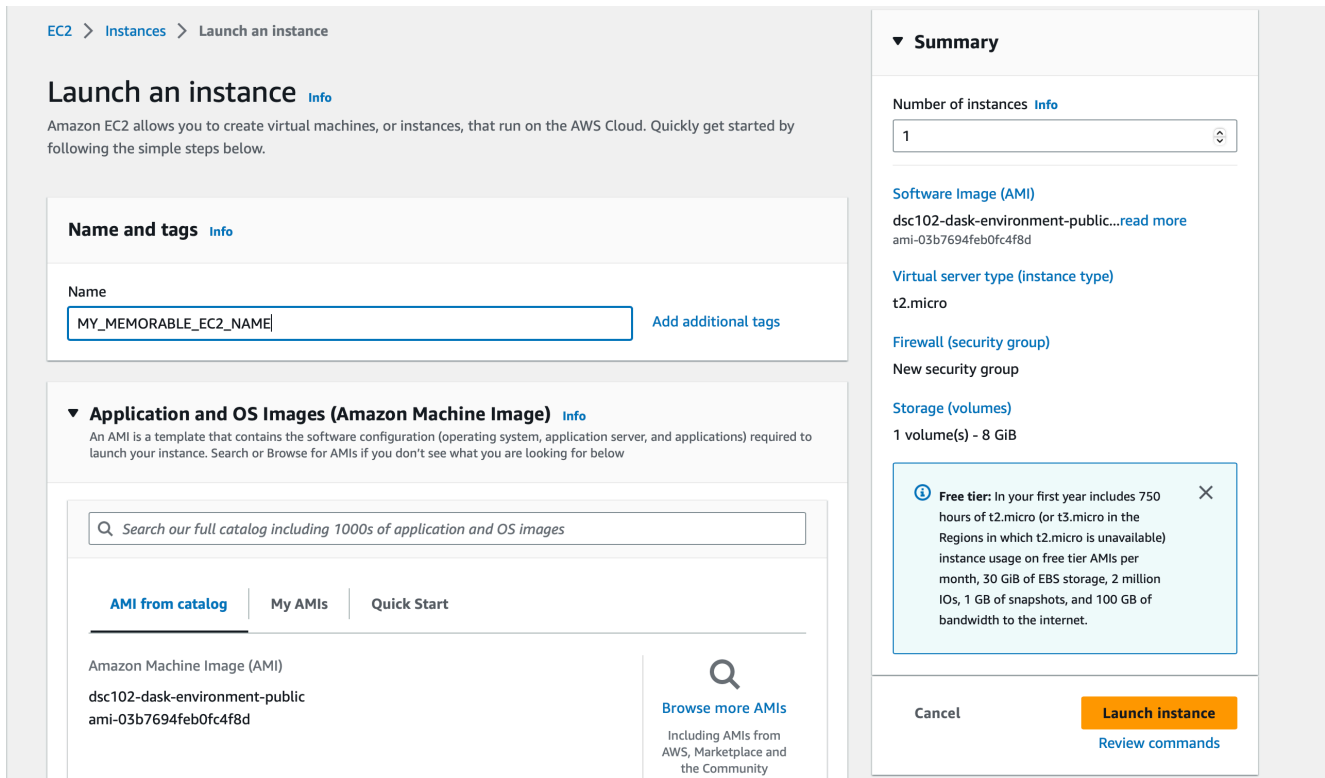 EC2 > Instances > Launch an instance
Launch an instance Info
Amazon EC2 allows you to create virtual machines, or instances, that run on the AWS Cloud. Quickly get started by
following the simple steps below.
Name and tags Info
Name
MY_MEMORABLE_EC2_NAME
Add additional tags
Application and OS Images (Amazon Machine Image) Info
An AMI is a template that contains the software configuration (operating system, application server, and applications) required to
launch your instance. Search or Browse for AMIs if you don't see what you are looking for below
Search our full catalog including 1000s of application and OS images
AMI from catalog
My AMIs
Quick Start
Amazon Machine Image (AMI)
dsc102-dask-environment-public
ami-03b7694feb0fc4f8d
Browse more AMIs
Including AMIs from
AWS, Marketplace and
the Community
Summary
Number of instances Info
1
Software Image (AMI)
dsc102-dask-environment-public...read more
ami-03b7694feb0fc4f8d
Virtual server type (instance type)
t2.micro
Firewall (security group)
New security group
Storage (volumes)
1 volume(s) - 8 GiB
Free tier: In your first year includes 750
hours of t2.micro (or t3.micro in the
Regions in which t2.micro is unavailable)
instance usage on free tier AMIs per
month, 30 GiB of EBS storage, 2 million
IOs, 1 GB of snapshots, and 100 GB of
bandwidth to the internet.
Cancel
Launch instance
Review commands